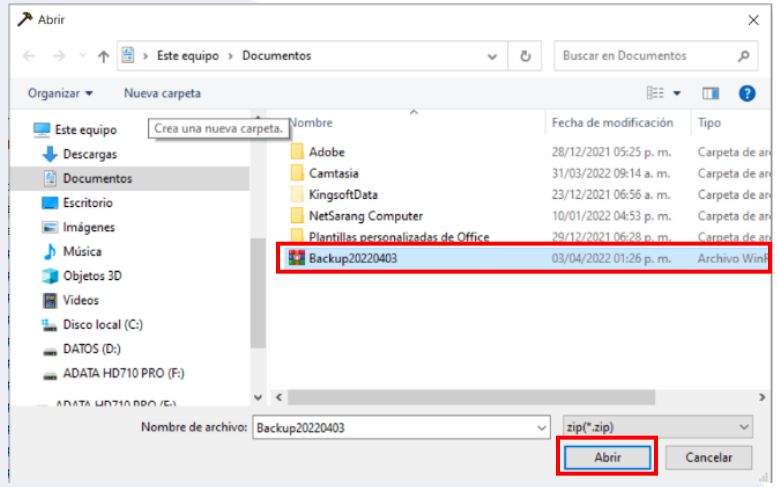 Abrir
Este equipo › Documentos
Buscar en Documentos
Organizar
Nueva carpeta
Este equipo
Descargas
Documentos
Escritorio
Imágenes
Música
Objetos 3D
Videos
Disco local (C:)
DATOS (D:)
ADATA HD710 PRO (F:)
ADATA HD710 PRO (F:)
Crea una nueva carpeta.
Nombre Fecha de modificación Tipo
Adobe 28/12/2021 05:25 p. m. Carpeta de ar
Camtasia 31/03/2022 09:14 a. m. Carpeta de ar
KingsoftData 23/12/2021 06:56 a. m. Carpeta de ar
NetSarang Computer 10/01/2022 04:53 p. m. Carpeta de ar
Plantillas personalizadas de Office 29/12/2021 06:28 p. m. Carpeta de ar
Backup20220403 03/04/2022 01:26 p. m. Archivo WinR
Nombre de archivo: Backup20220403 zip(*.zip)
Abrir Cancelar